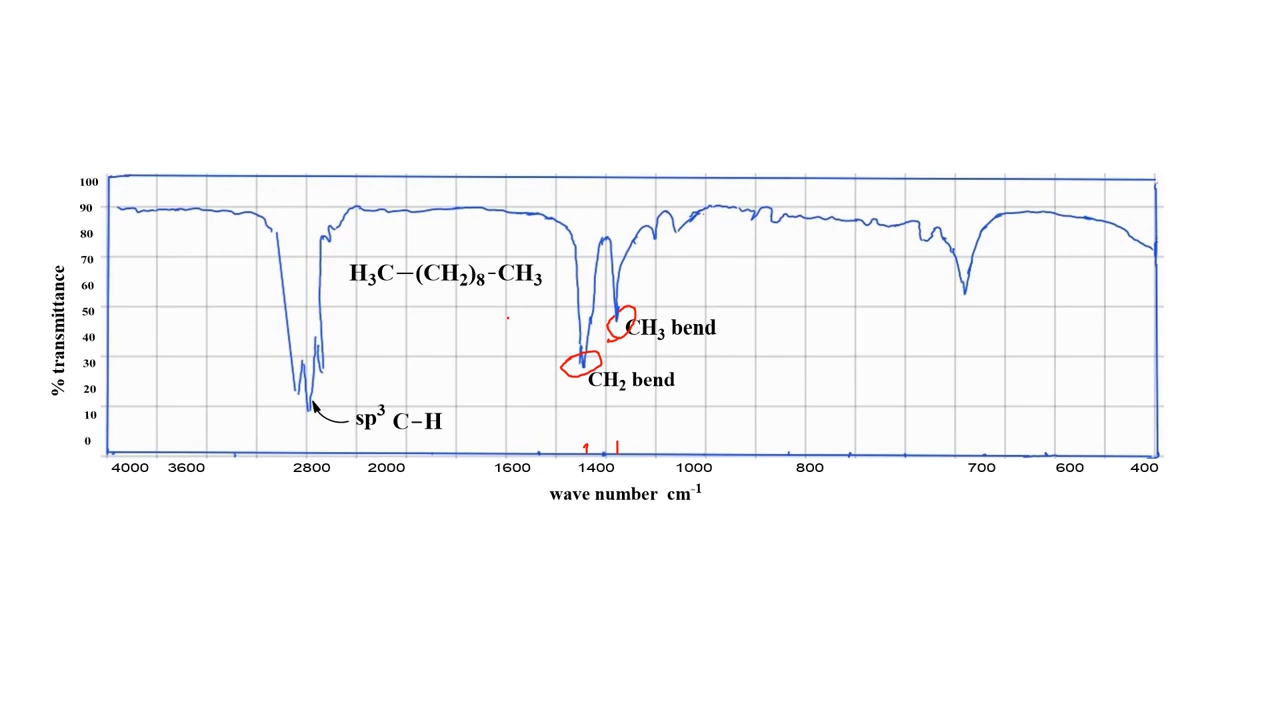 100
90
80
70
60
50
40
30
20
10
0
% transmittance
H₃C−(CH₂)₈-CH₃
CH₃ bend
CH₂ bend
sp³ C−H
4000 3600 2800 2000 1600 1400 1000 800 700 600 400
wave number cm⁻¹